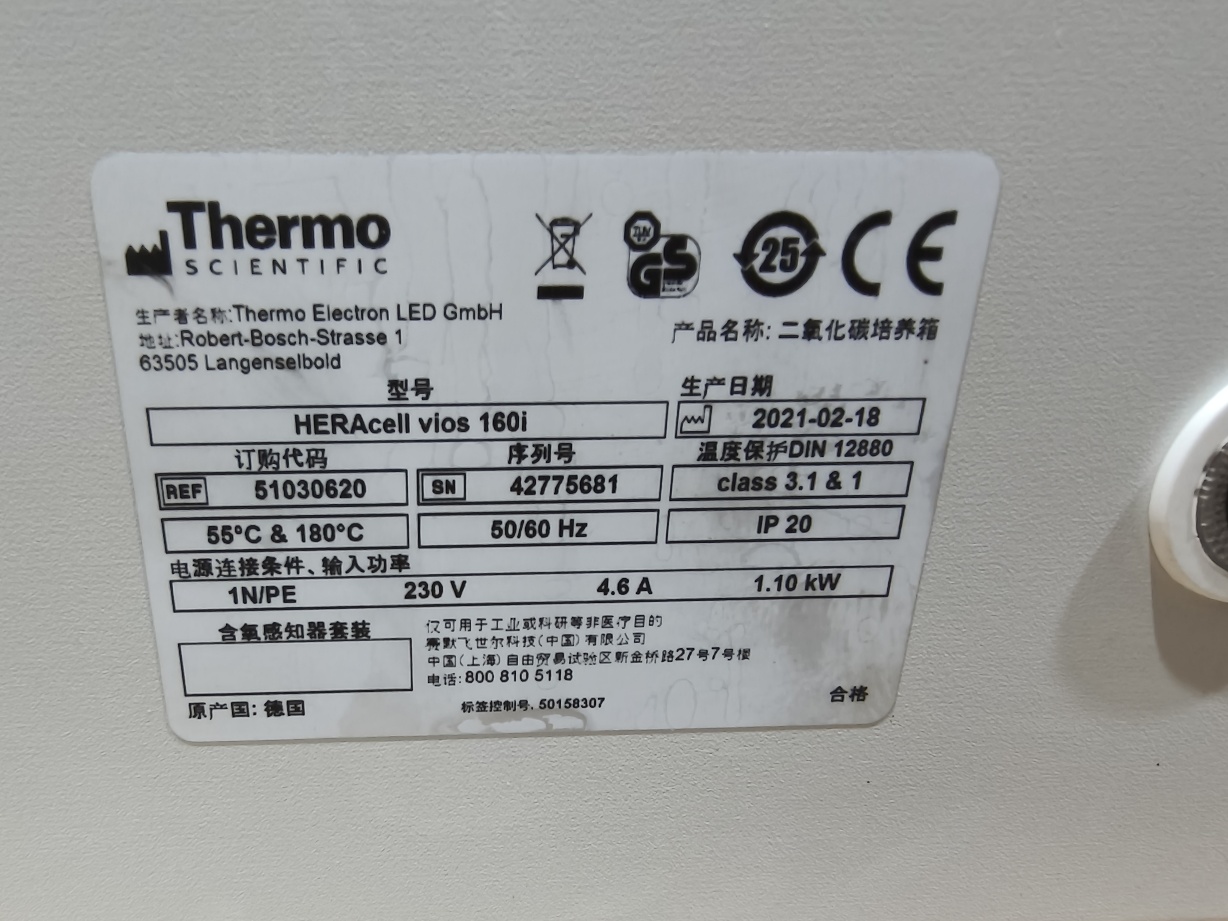 Thermo
SCIENTIFIC
25
CE
生产者名称:Thermo Electron LED GmbH
地址:Robert-Bosch-Strasse 1
63505 Langenselbold
产品名称: 二氧化碳培养箱
型号
HERAcell vios 160i
生产日期
2021-02-18
订购代码
REF 51030620
序列号
SN 42775681
温度保护DIN 12880
class 3.1 & 1
55°C & 180°C
50/60 Hz
IP 20
电源连接条件、输入功率
1N/PE 230 V 4.6 A 1.10 kW
含氧感知器套装
仅可用于工业或科研等非医疗目的
赛默飞世尔科技(中国)有限公司
中国(上海)自由贸易试验区新金桥路27号7号楼
电话:800 810 5118
原产国: 德国
标签控制号. 50158307
合格